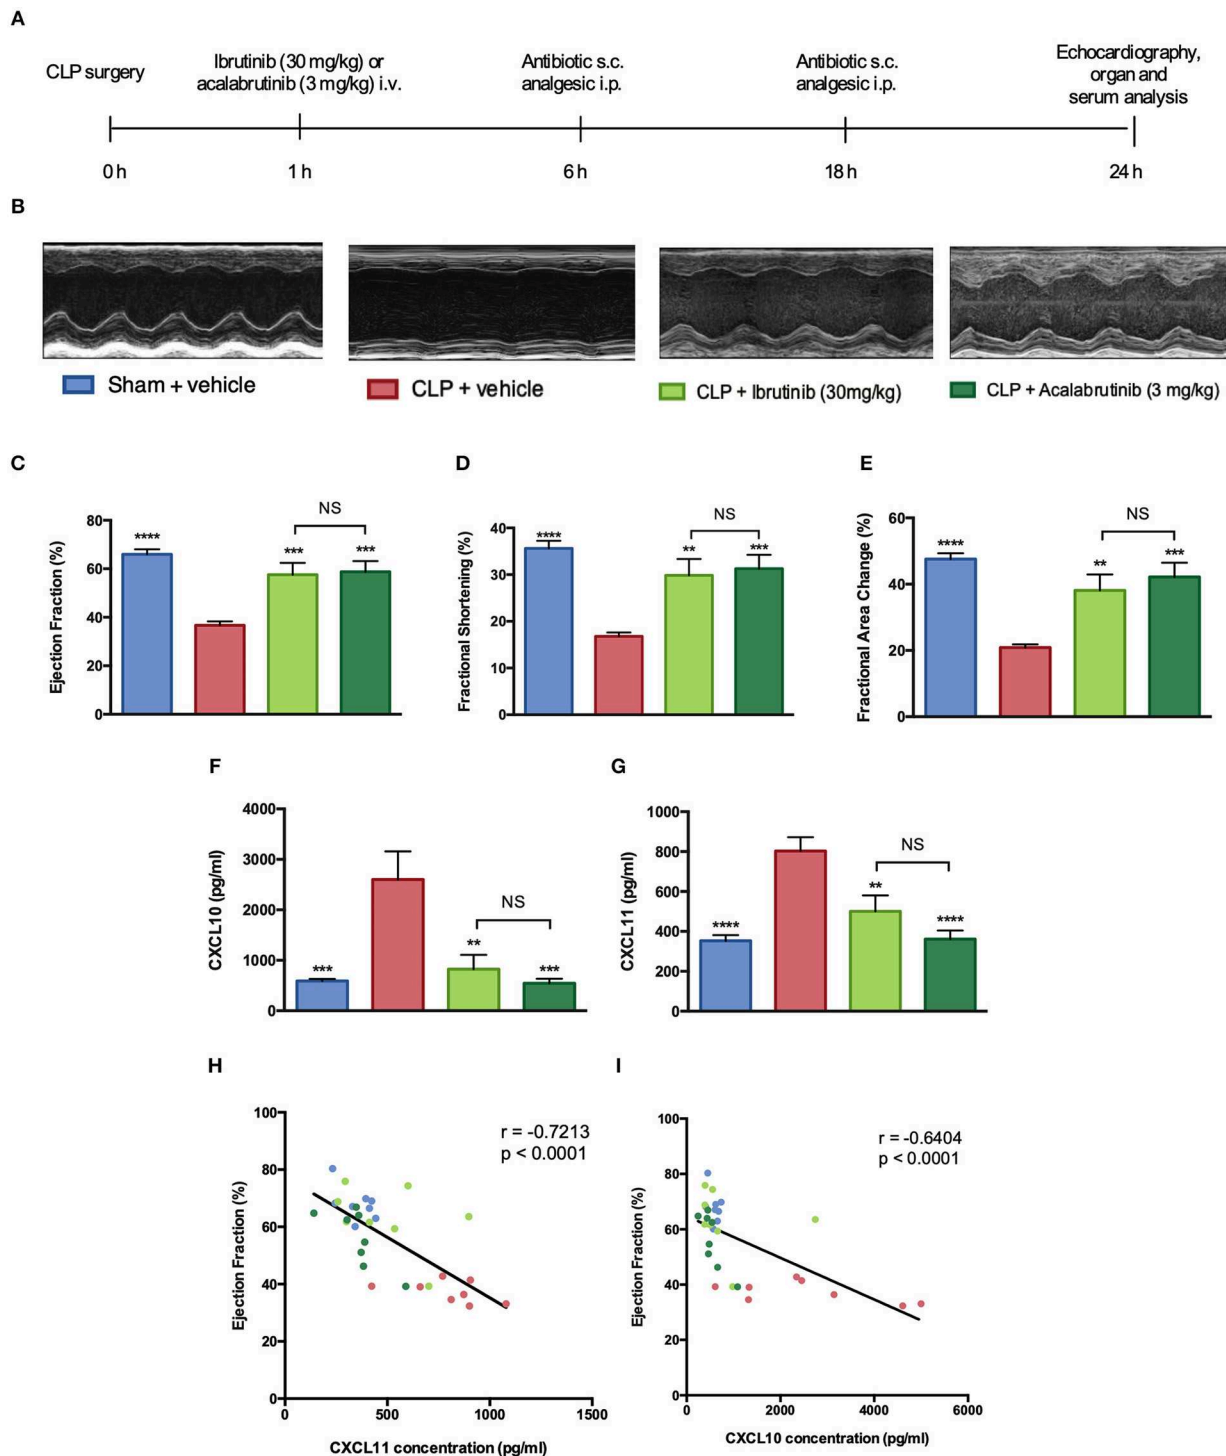 A
CLP surgery
Ibrutinib (30 mg/kg) or
acalabrutinib (3 mg/kg) i.v.
Antibiotic s.c.
analgesic i.p.
Antibiotic s.c.
analgesic i.p.
Echocardiography,
organ and
serum analysis
0 h
1 h
6 h
18 h
24 h
B
Sham + vehicle
CLP + vehicle
CLP + Ibrutinib (30mg/kg)
CLP + Acalabrutinib (3 mg/kg)
C
Ejection Fraction (%)
80
60
40
20
0
****
***
***
NS
D
Fractional Shortening (%)
40
30
20
10
0
****
**
***
NS
E
Fractional Area Change (%)
60
40
20
0
****
**
***
NS
F
CXCL10 (pg/ml)
4000
3000
2000
1000
0
***
**
***
NS
G
CXCL11 (pg/ml)
1000
800
600
400
200
0
****
**
****
NS
H
Ejection Fraction (%)
100
80
60
40
20
0
r = -0.7213
p < 0.0001
0
500
1000
1500
CXCL11 concentration (pg/ml)
I
Ejection Fraction (%)
100
80
60
40
20
0
r = -0.6404
p < 0.0001
0
2000
4000
6000
CXCL10 concentration (pg/ml)